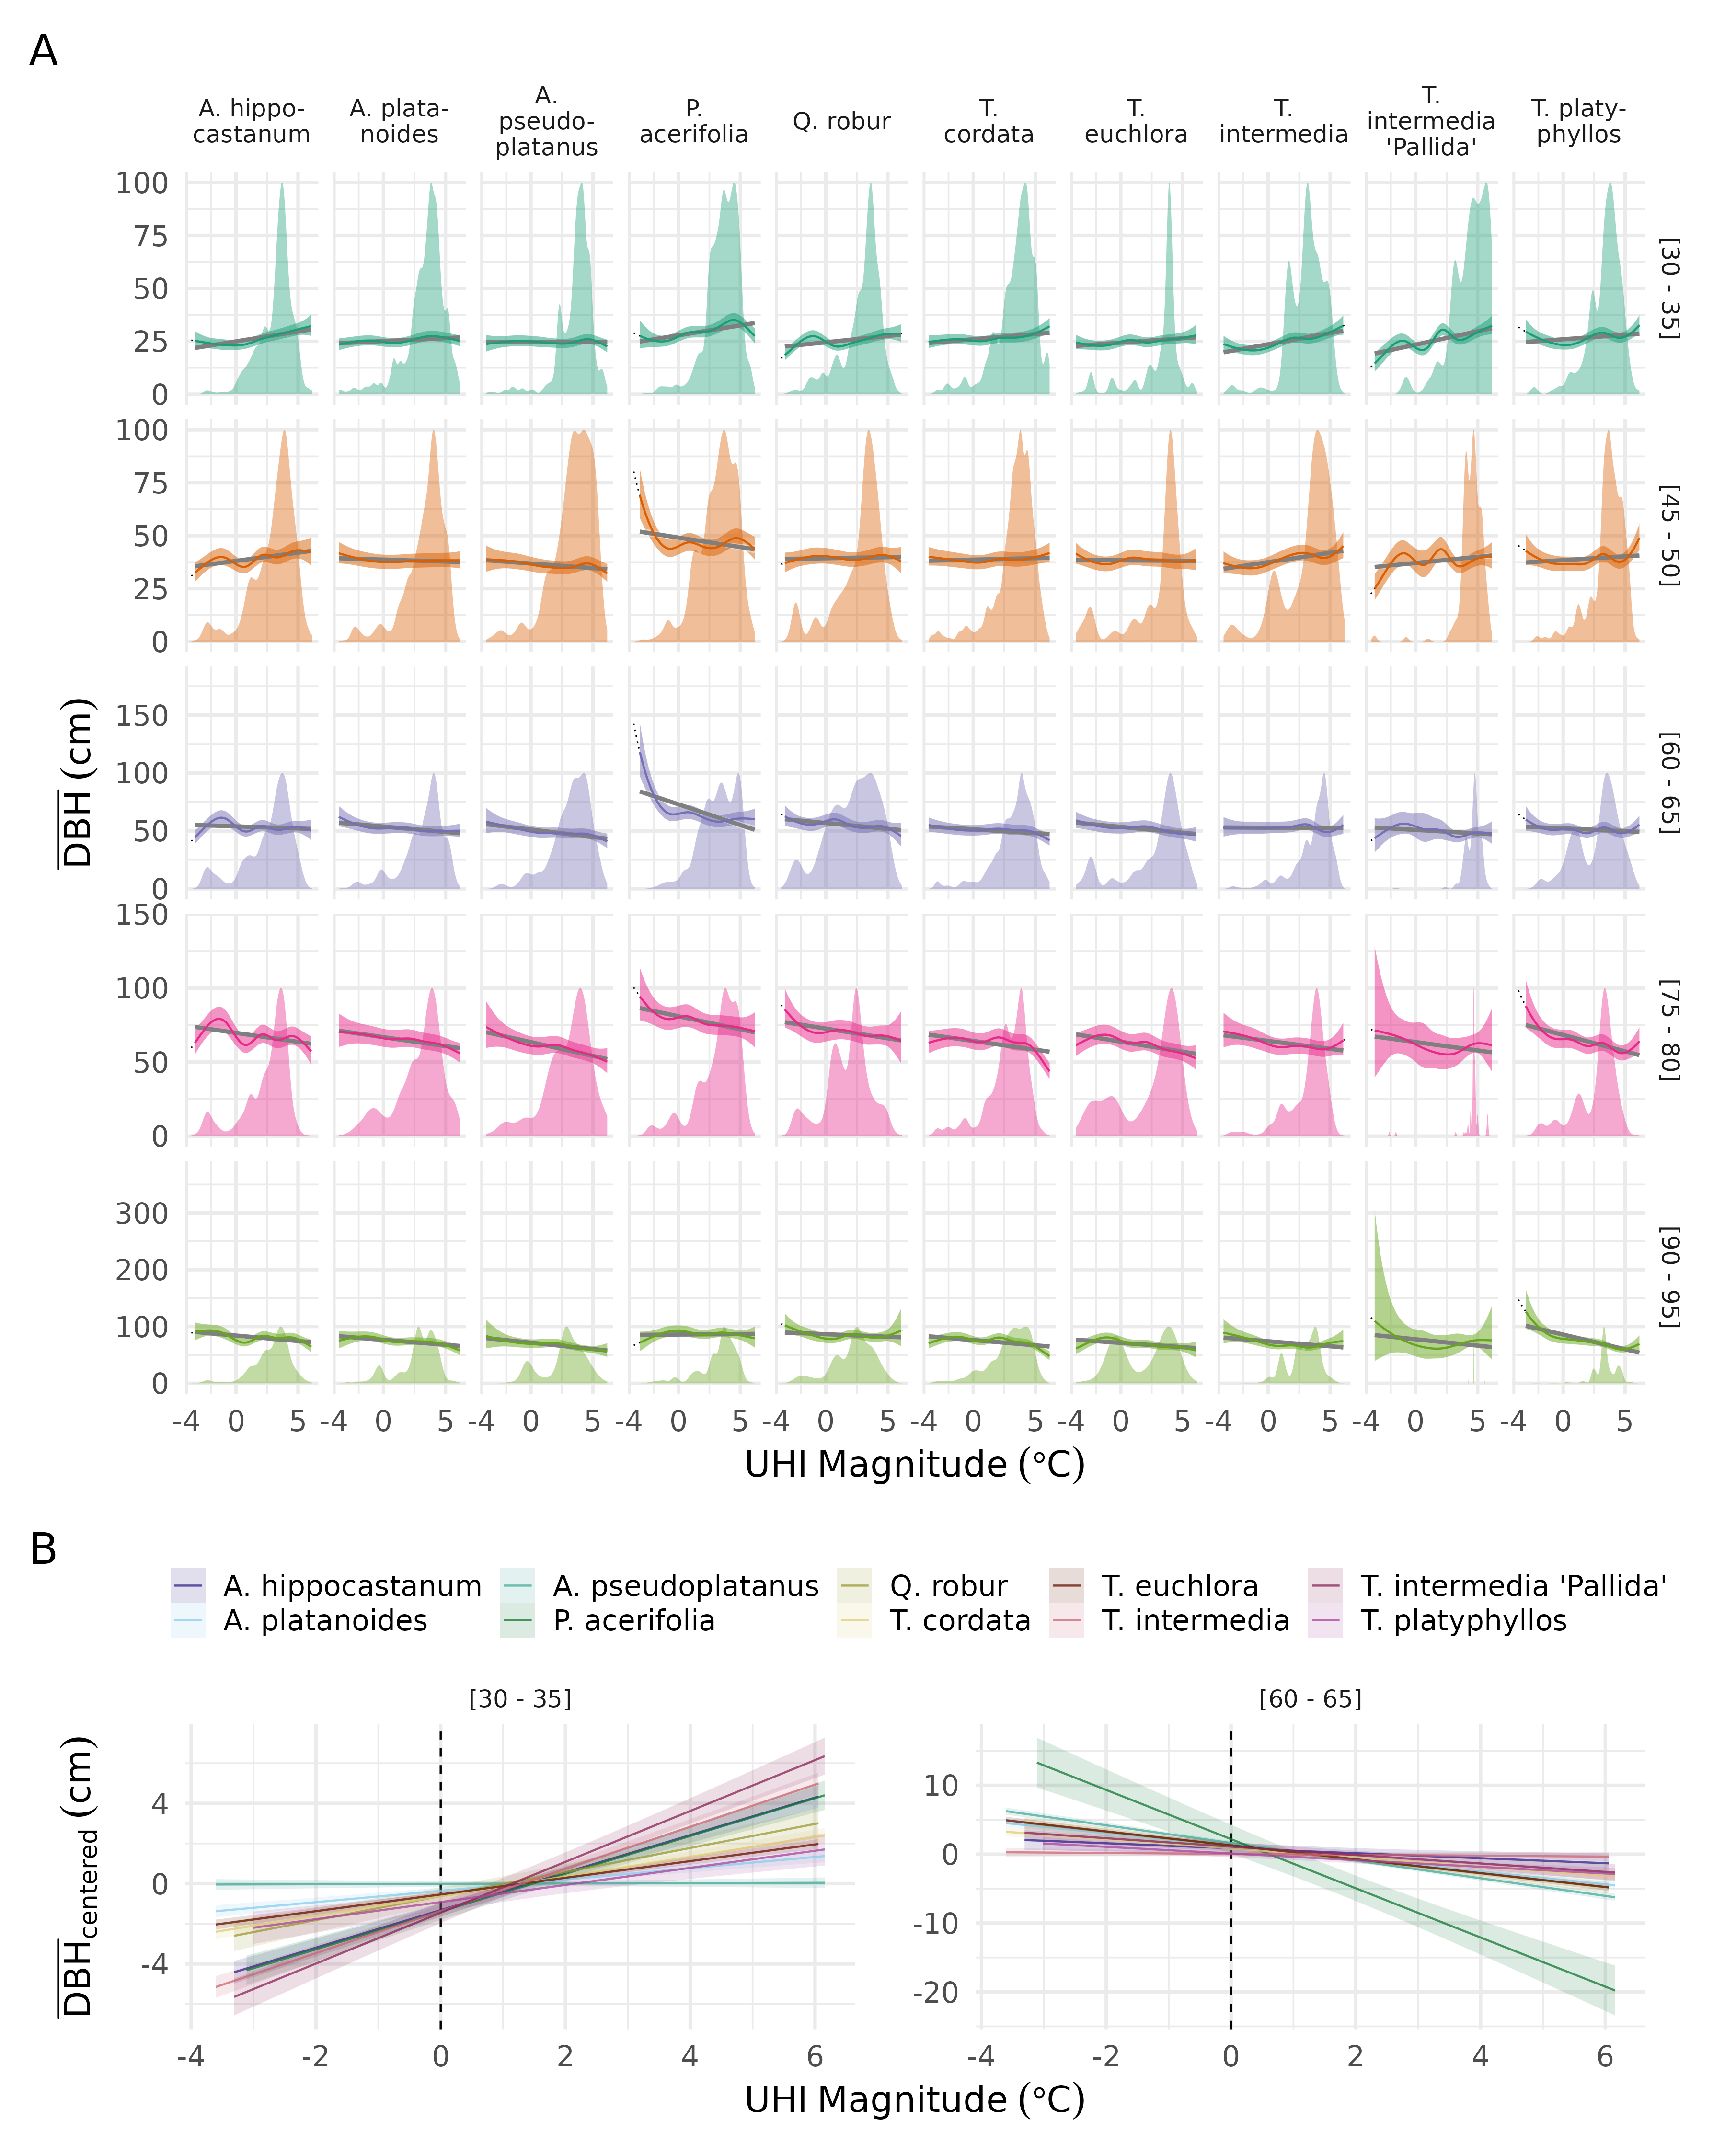 A
A. hippo-
castanum
A. plata-
noides
A.
pseudo-
platanus
P.
acerifolia
Q. robur
T.
cordata
T.
euchlora
T.
intermedia
T.
intermedia
'Pallida'
T. platy-
phyllos
100
75
50
25
0
[30 - 35]
100
75
50
25
0
[45 - 50]
DBH (cm)
150
100
50
0
[60 - 65]
150
100
50
0
[75 - 80]
300
200
100
0
[90 - 95]
-4 0 5 -4 0 5 -4 0 5 -4 0 5 -4 0 5 -4 0 5 -4 0 5 -4 0 5 -4 0 5 -4 0 5
UHI Magnitude (°C)
B
A. hippocastanum A. pseudoplatanus Q. robur T. euchlora T. intermedia 'Pallida'
A. platanoides P. acerifolia T. cordata T. intermedia T. platyphyllos
[30 - 35] [60 - 65]
DBHcentered (cm)
4
0
-4
10
0
-10
-20
-4 -2 0 2 4 6 -4 -2 0 2 4 6
UHI Magnitude (°C)